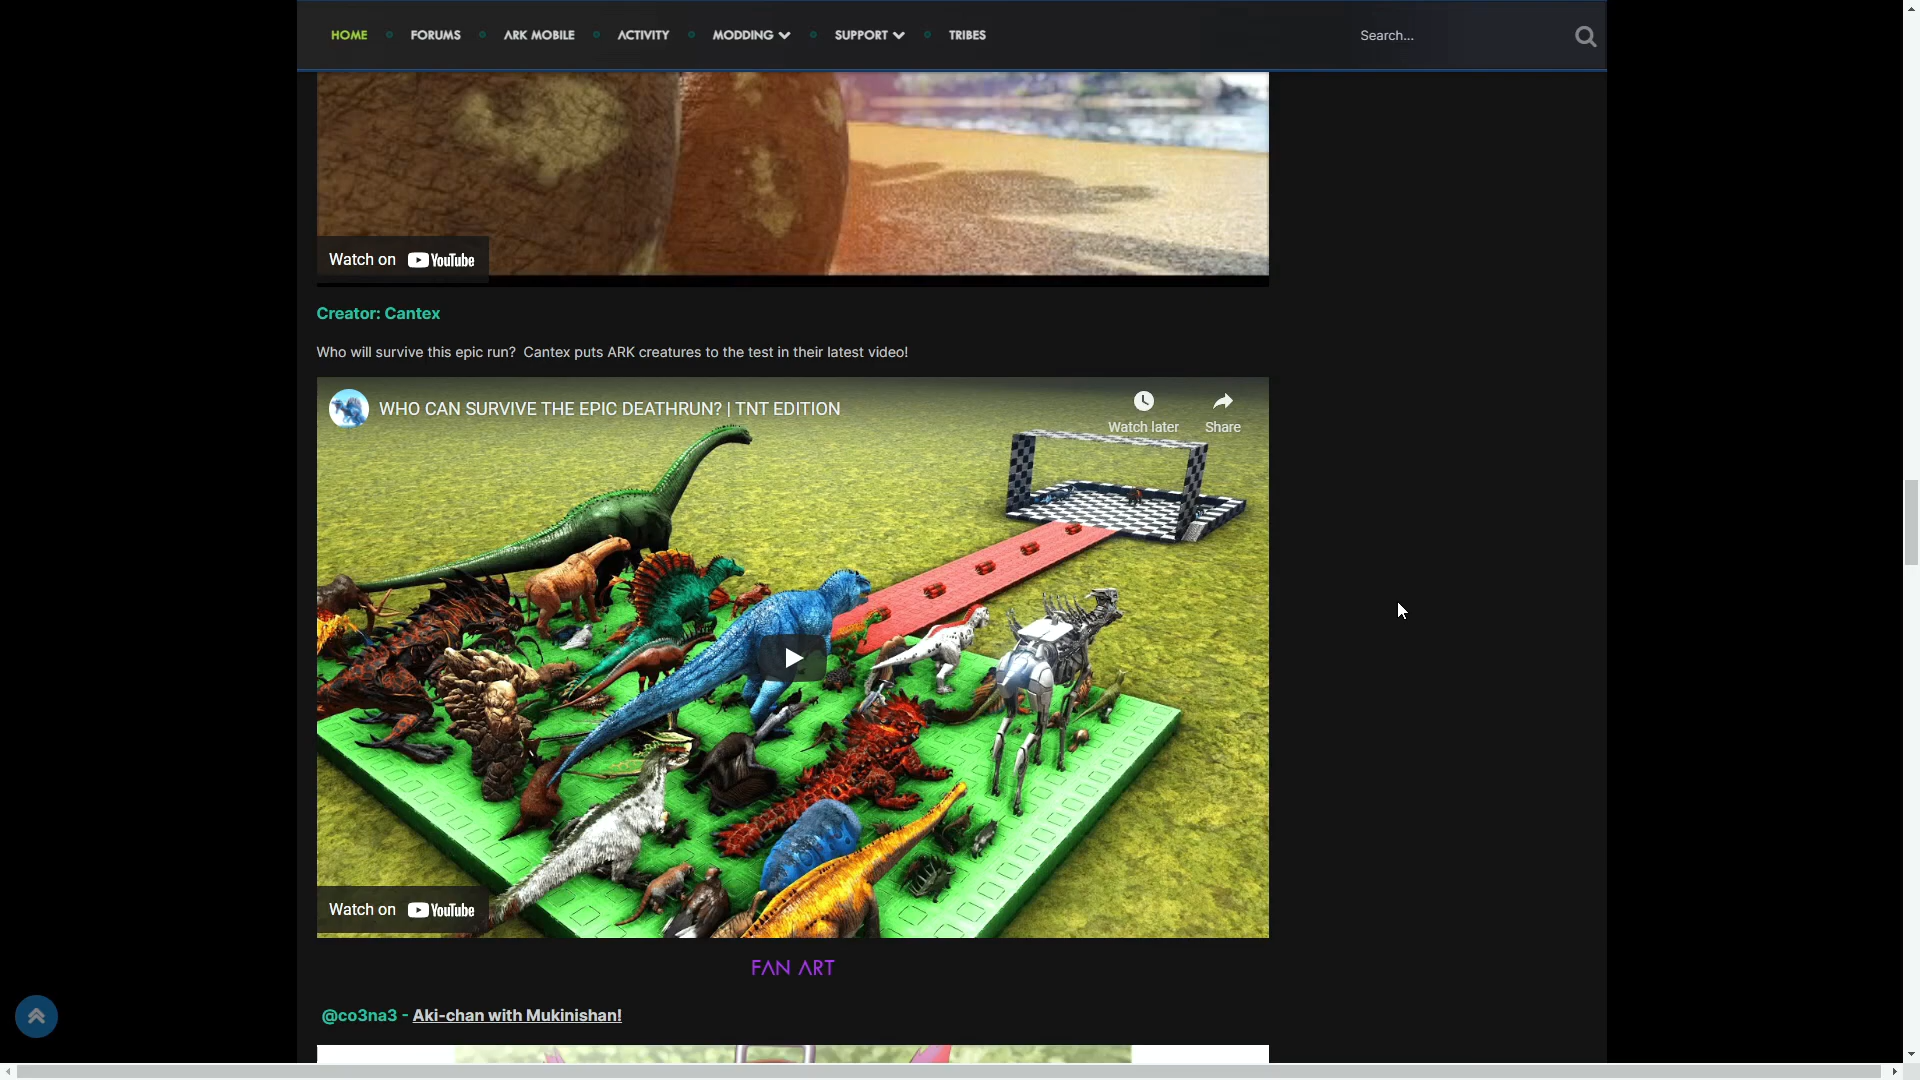 HOME
FORUMS
ARK MOBILE
ACTIVITY
MODDING
SUPPORT
TRIBES
Search...
Watch on YouTube
Creator: Cantex
Who will survive this epic run?  Cantex puts ARK creatures to the test in their latest video!
WHO CAN SURVIVE THE EPIC DEATHRUN? | TNT EDITION
Watch later
Share
Watch on YouTube
FAN ART
@co3na3 - Aki-chan with Mukinishan!